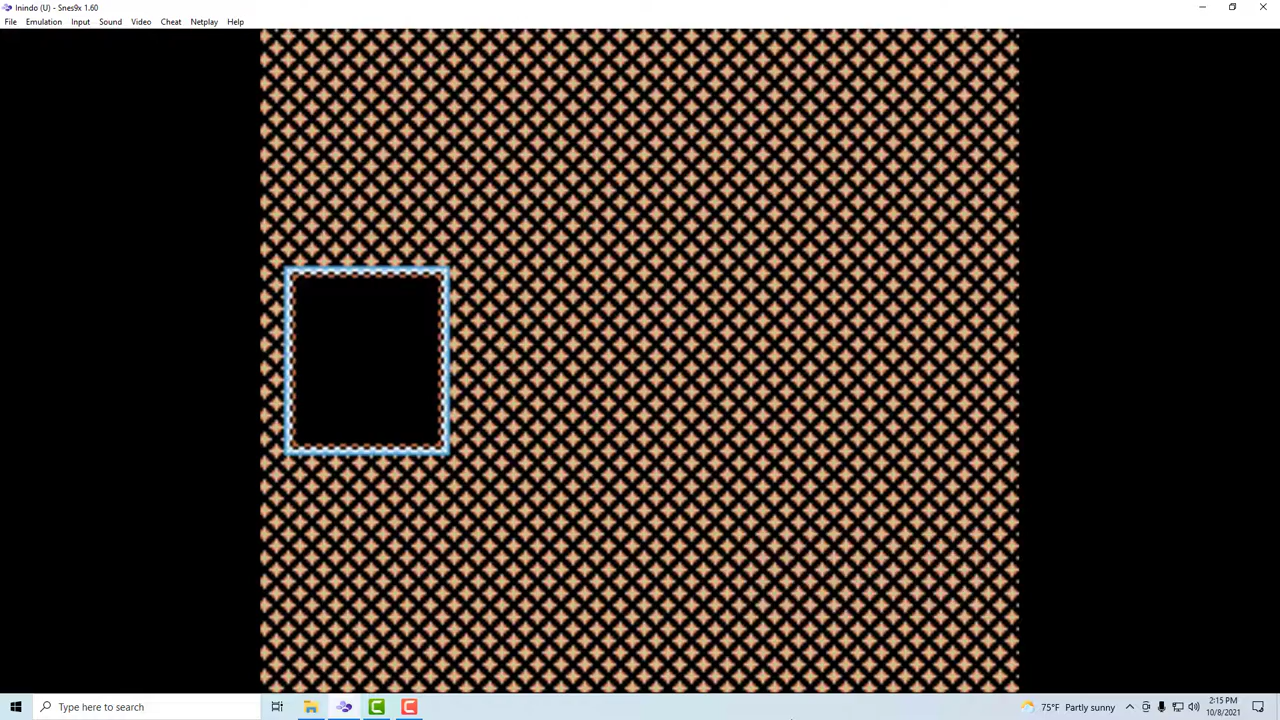 Inindo (U) - Snes9x 1.60
File Emulation Input Sound Video Cheat Netplay Help
Type here to search
75°F Partly sunny
2:15 PM
10/8/2021